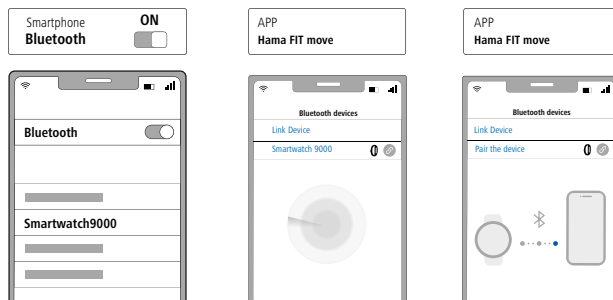 Smartphone ON
Bluetooth
Bluetooth
Smartwatch9000
APP
Hama FIT move
Bluetooth devices
Link Device
Smartwatch 9000
APP
Hama FIT move
Bluetooth devices
Link Device
Pair the device